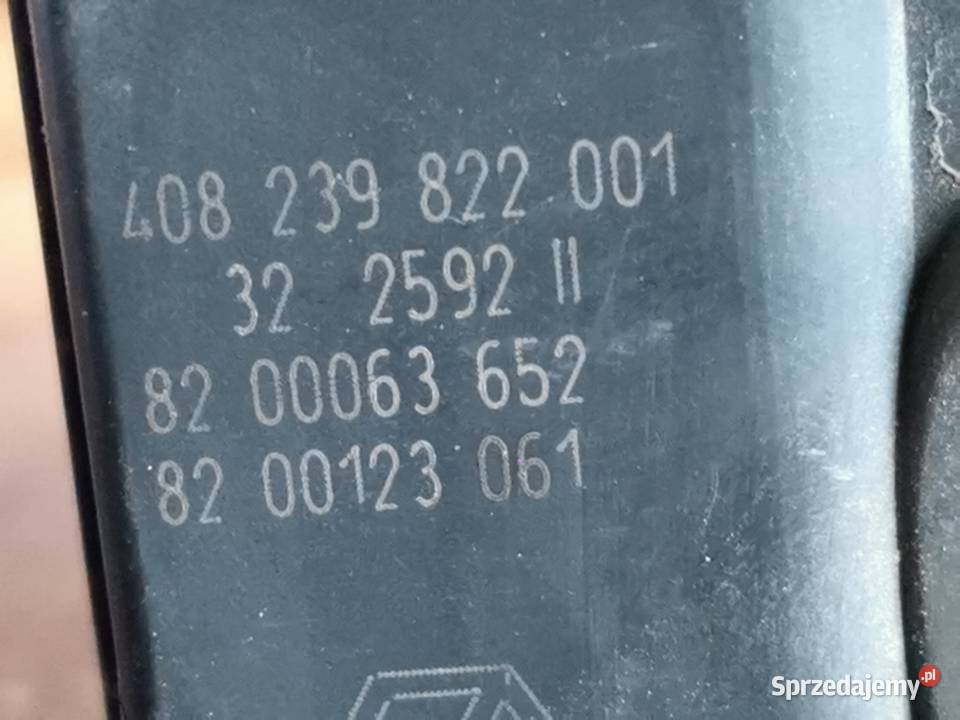 408 239 822 001
32 2592 II
82 00063 652
82 00123 061
Sprzedajemy.pl